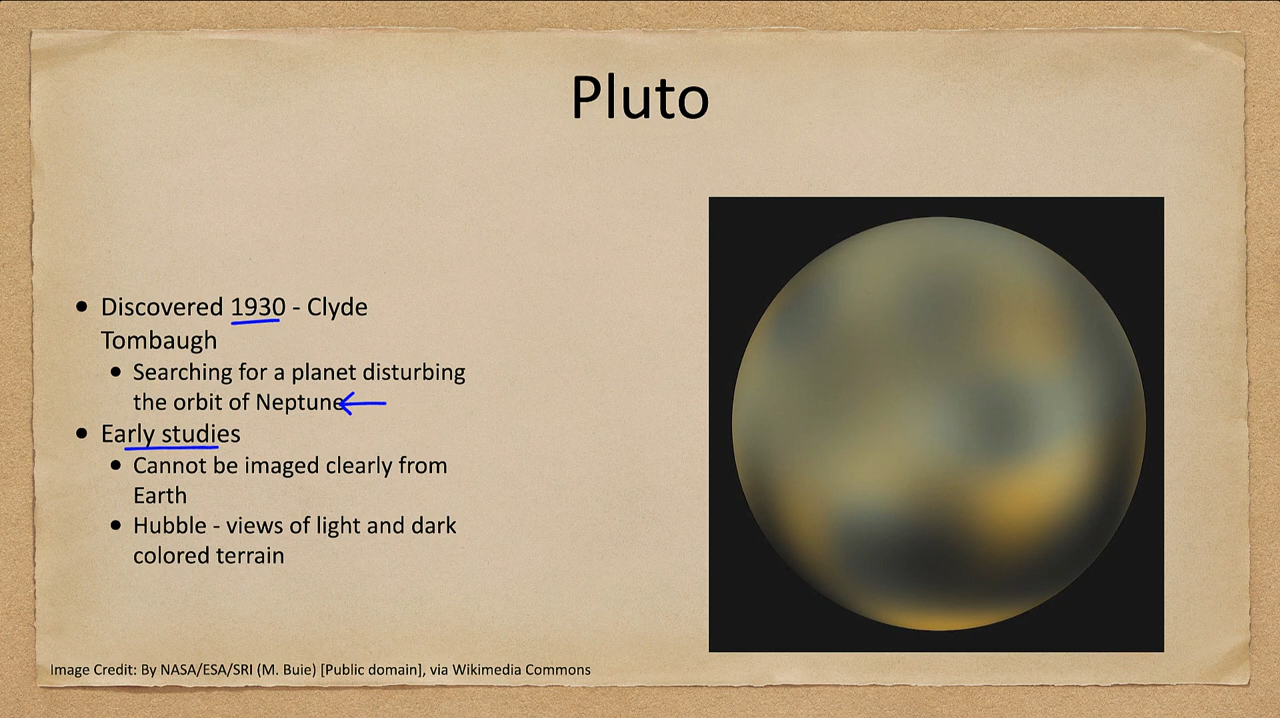 Pluto
• Discovered 1930 - Clyde
Tombaugh
• Searching for a planet disturbing
the orbit of Neptune
• Early studies
• Cannot be imaged clearly from
Earth
• Hubble - views of light and dark
colored terrain
Image Credit: By NASA/ESA/SRI (M. Buie) [Public domain], via Wikimedia Commons